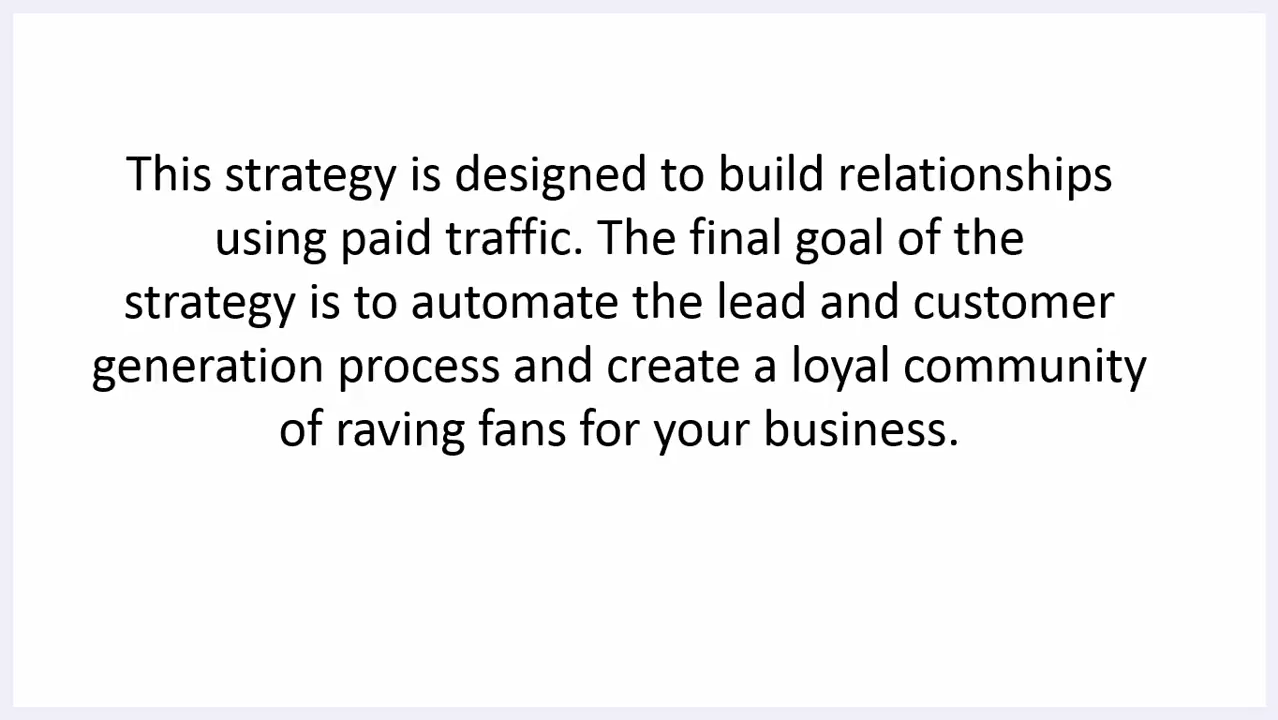 This strategy is designed to build relationships
using paid traffic. The final goal of the
strategy is to automate the lead and customer
generation process and create a loyal community
of raving fans for your business.